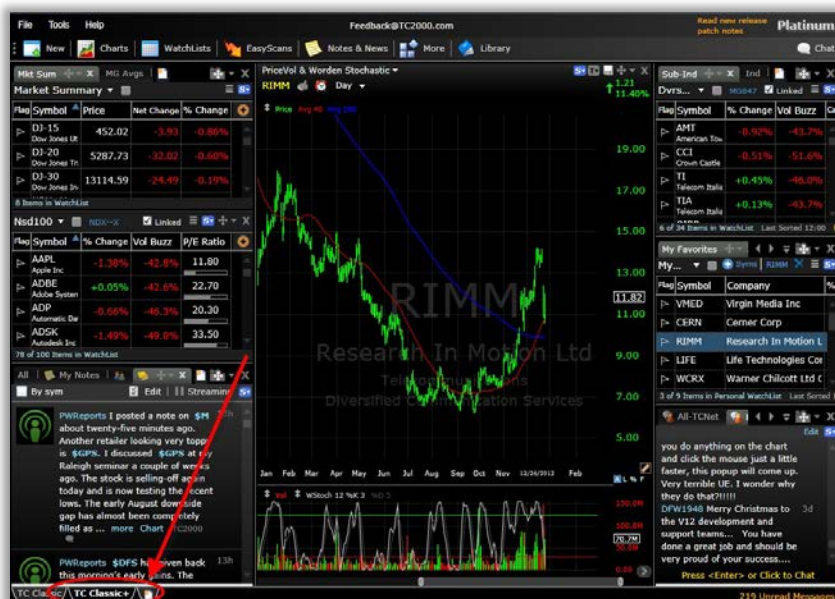 File Tools Help
Feedback@TC2000.com
Read new release
patch notes
Platinum
New Charts WatchLists EasyScans Notes & News More Library
Chat
Mkt Sum MG Avgs
Market Summary
Flag Symbol Price Net Change % Change
DJ-15 452.02 -3.93 -0.86%
Dow Jones Ut
DJ-20 5287.73 -32.02 -0.60%
Dow Jones Tr
DJ-30 13114.59 -24.49 -0.19%
Dow Jones In
8 Items in WatchList
Nsd100 NDX--X Linked
Flag Symbol % Change Vol Buzz P/E Ratio
AAPL -1.38% -42.8% 11.80
Apple Inc
ADBE +0.05% -42.6% 22.70
Adobe System
ADP -0.66% -46.3% 20.30
Automatic Da
ADSK -1.49% -49.0% 33.50
Autodesk Inc
78 of 100 Items in WatchList
All My Notes
By sym Edit Streaming
PWReports I posted a note on $M
about twenty-five minutes ago.
Another retailer looking very toppy
is $GPS. I discussed $GPS at my
Raleigh seminar a couple of weeks
ago. The stock is selling-off again
today and is now testing the recent
lows. The early August downside
gap has almost been completely
filled as ... more Chart TC2000
PWReports $DFS has given back 13h
this morning's early gains. The
TC Classic TC Classic+
PriceVol & Worden Stochastic
RIMM Day
1.21
11.40%
Price Avg 40 Avg 200
19.00
17.00
15.00
13.00
11.82
11.00
9.00
7.00
5.00
RIMM
Research In Motion Ltd
Telecommunications
Diversified Communication Services
Jan Feb Mar Apr May Jun Jul Aug Sep Oct Nov 12/26/2012 Feb
A L % F
Vol WStoch 12 %K 3 %D 5
150.0M
100.0M
70.7M
50.0M
0.00
Sub-Ind Ind
Dvrs... MG847 Linked
Flag Symbol % Change Vol Buzz
AMT -0.92% -43.7%
American Tow
CCI -0.51% -51.6%
Crown Castle
TI +0.45% -46.0%
Telecom Italia
TIA +0.13% -43.7%
Telecom Italia
6 of 34 Items in WatchList Last Sorted 12:00
My Favorites
My... Syms RIMM
Flag Symbol Company %
VMED Virgin Media Inc
CERN Cerner Corp
RIMM Research In Motion L
LIFE Life Technologies Cor
WCRX Warner Chilcott Ltd C
3 of 9 Items in Personal WatchList Last Sorted
All-TCNet
Edit
you do anything on the chart
and click the mouse just a little
faster, this popup will come up.
Very terrible UE. I wonder why
they do that?!!!!!
DFW1948 Merry Christmas to 3d
the V12 development and
support teams... You have
done a great job and should be
very proud of your success....
Press <Enter> or Click to Chat
219 Unread Messages